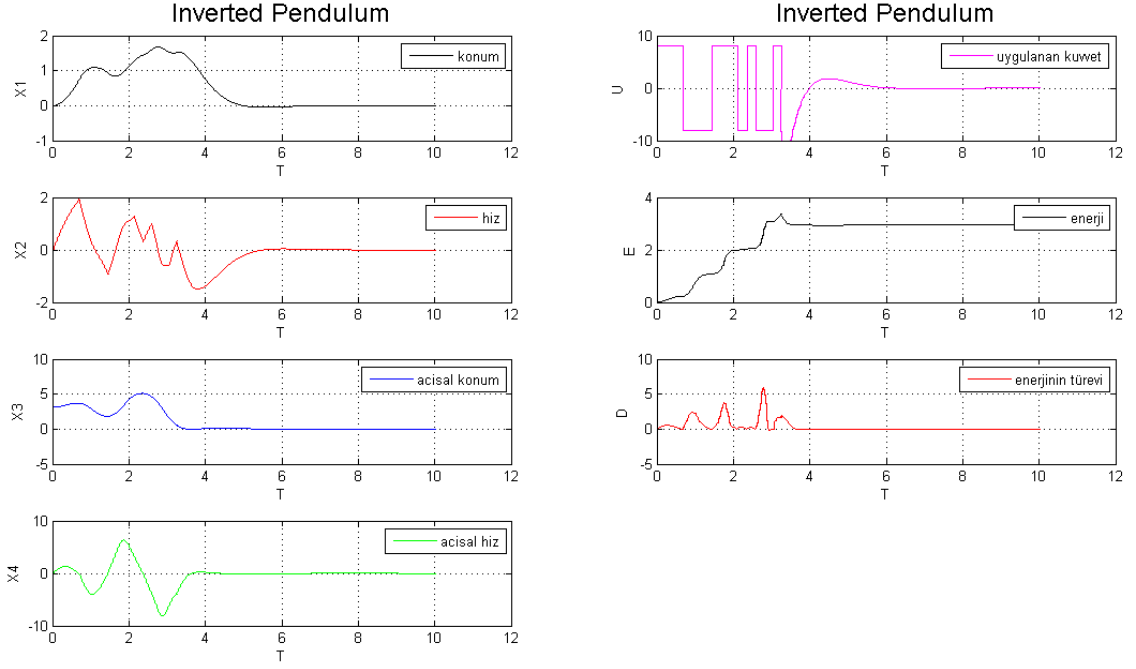 Inverted Pendulum
2
1
0
-1
0 2 4 6 8 10 12
X1
T
konum
2
0
-2
0 2 4 6 8 10 12
X2
T
hiz
10
5
0
-5
0 2 4 6 8 10 12
X3
T
acisal konum
10
0
-10
0 2 4 6 8 10 12
X4
T
acisal hiz
Inverted Pendulum
10
0
-10
0 2 4 6 8 10 12
U
T
uygulanan kuvvet
4
2
0
0 2 4 6 8 10 12
E
T
enerji
10
5
0
-5
0 2 4 6 8 10 12
D
T
enerjinin türevi